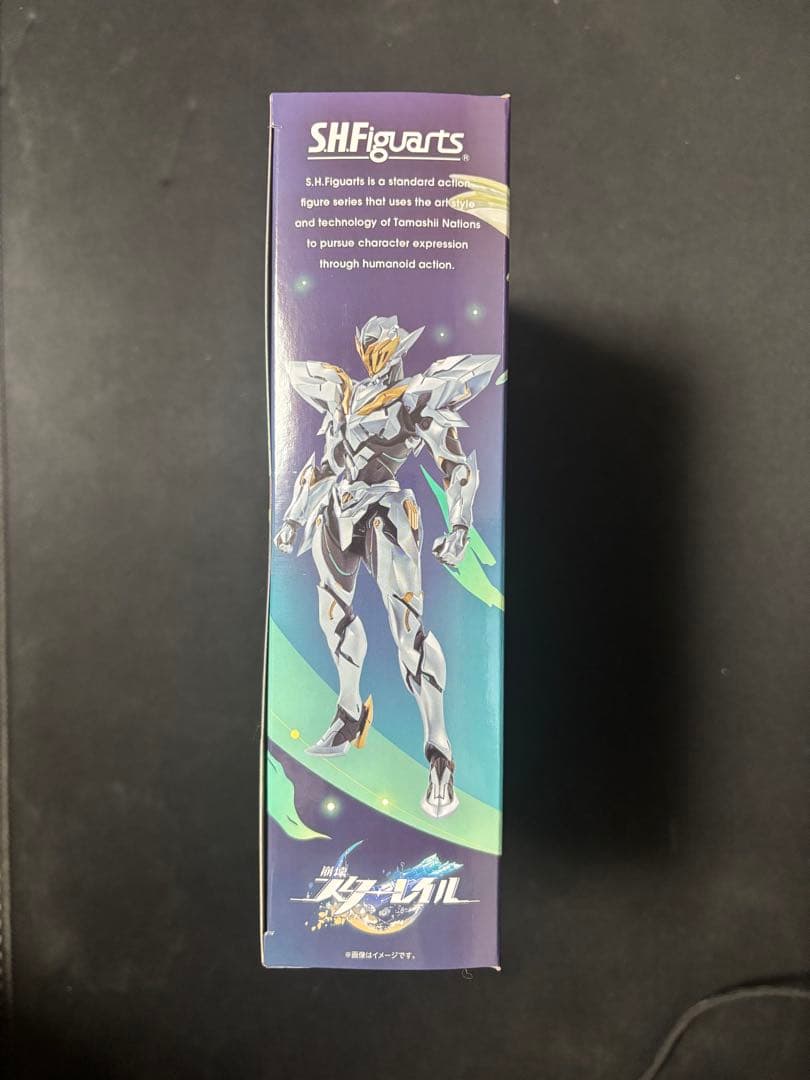 S.H.Figuarts®
S.H.Figuarts is a standard action
figure series that uses the art style
and technology of Tamashii Nations
to pursue character expression
through humanoid action.
崩壊
スターレイル
※画像はイメージです。